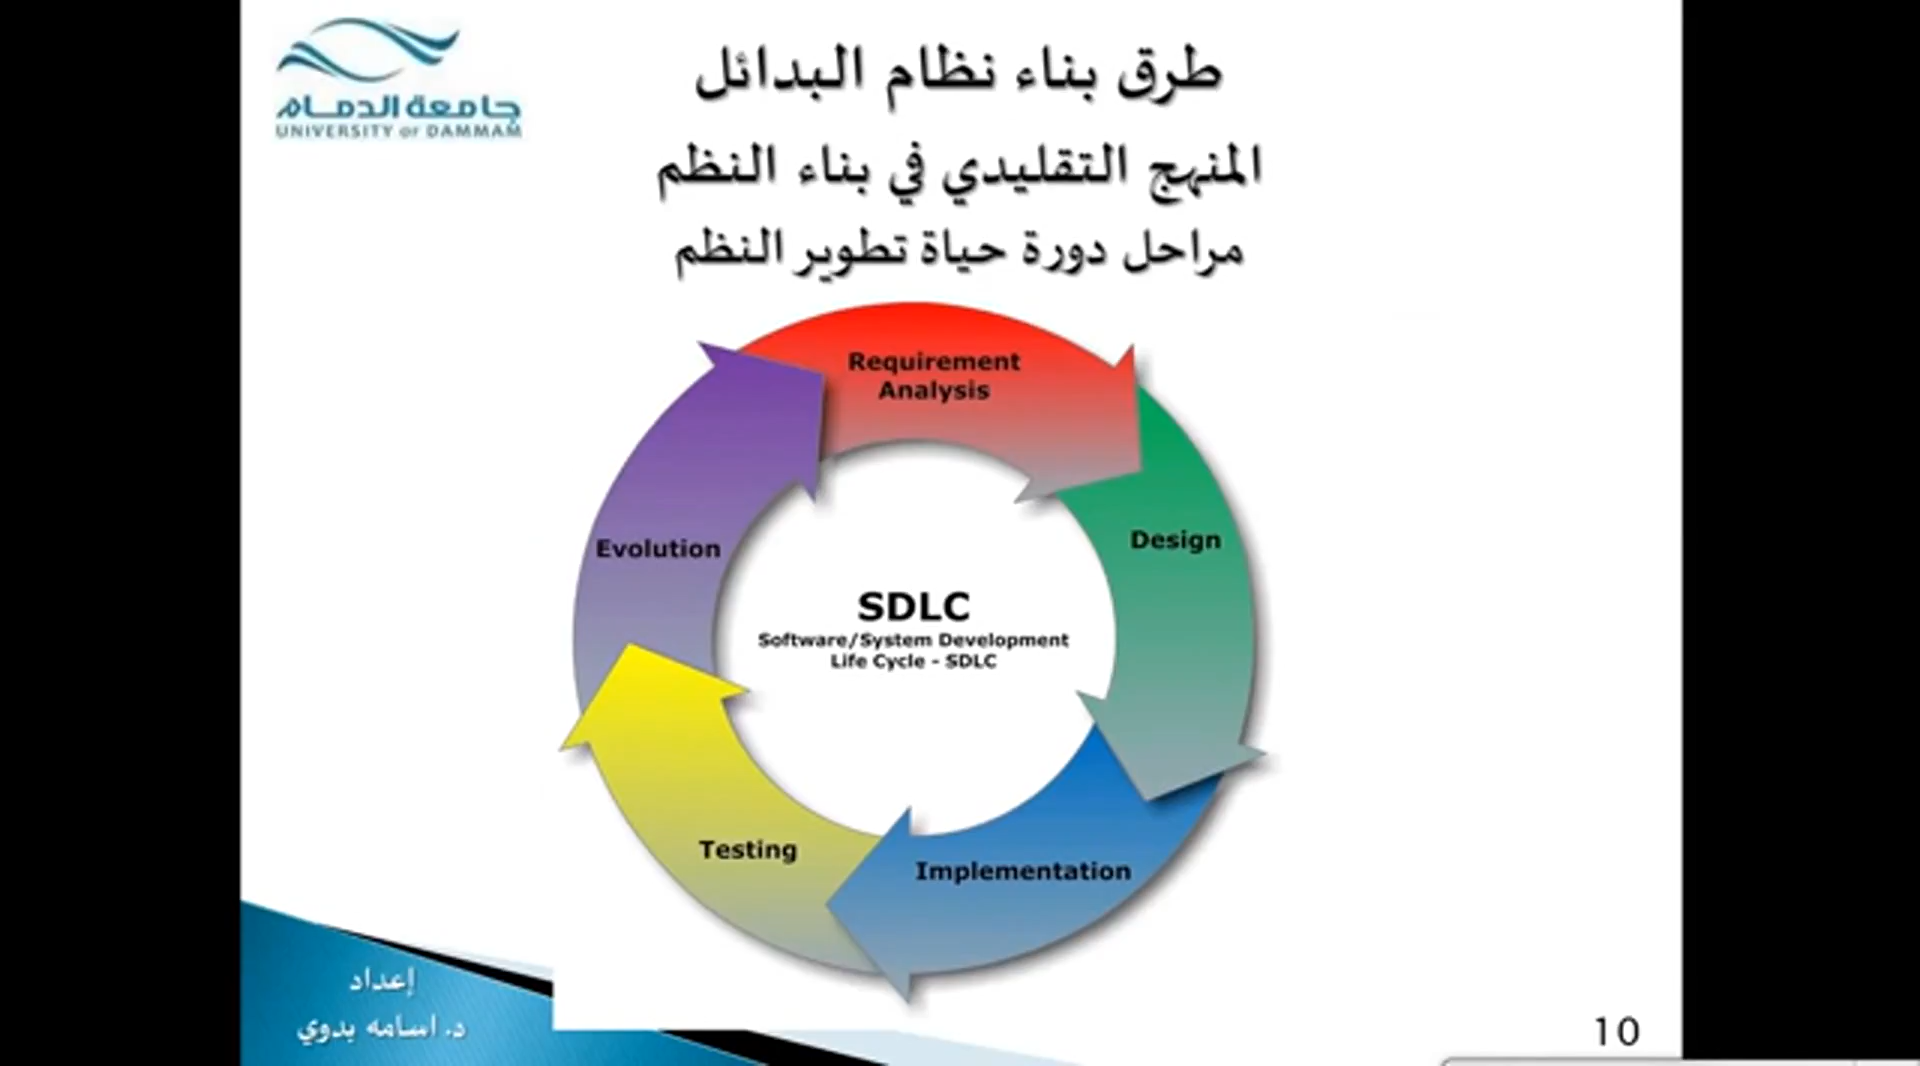 جامعة الدمام
UNIVERSITY OF DAMMAM
طرق بناء نظام البدائل
المنهج التقليدي في بناء النظم
مراحل دورة حياة تطوير النظم
Requirement
Analysis
Design
Implementation
Testing
Evolution
SDLC
Software/System Development
Life Cycle - SDLC
إعداد
د. اسامه بدوي
10